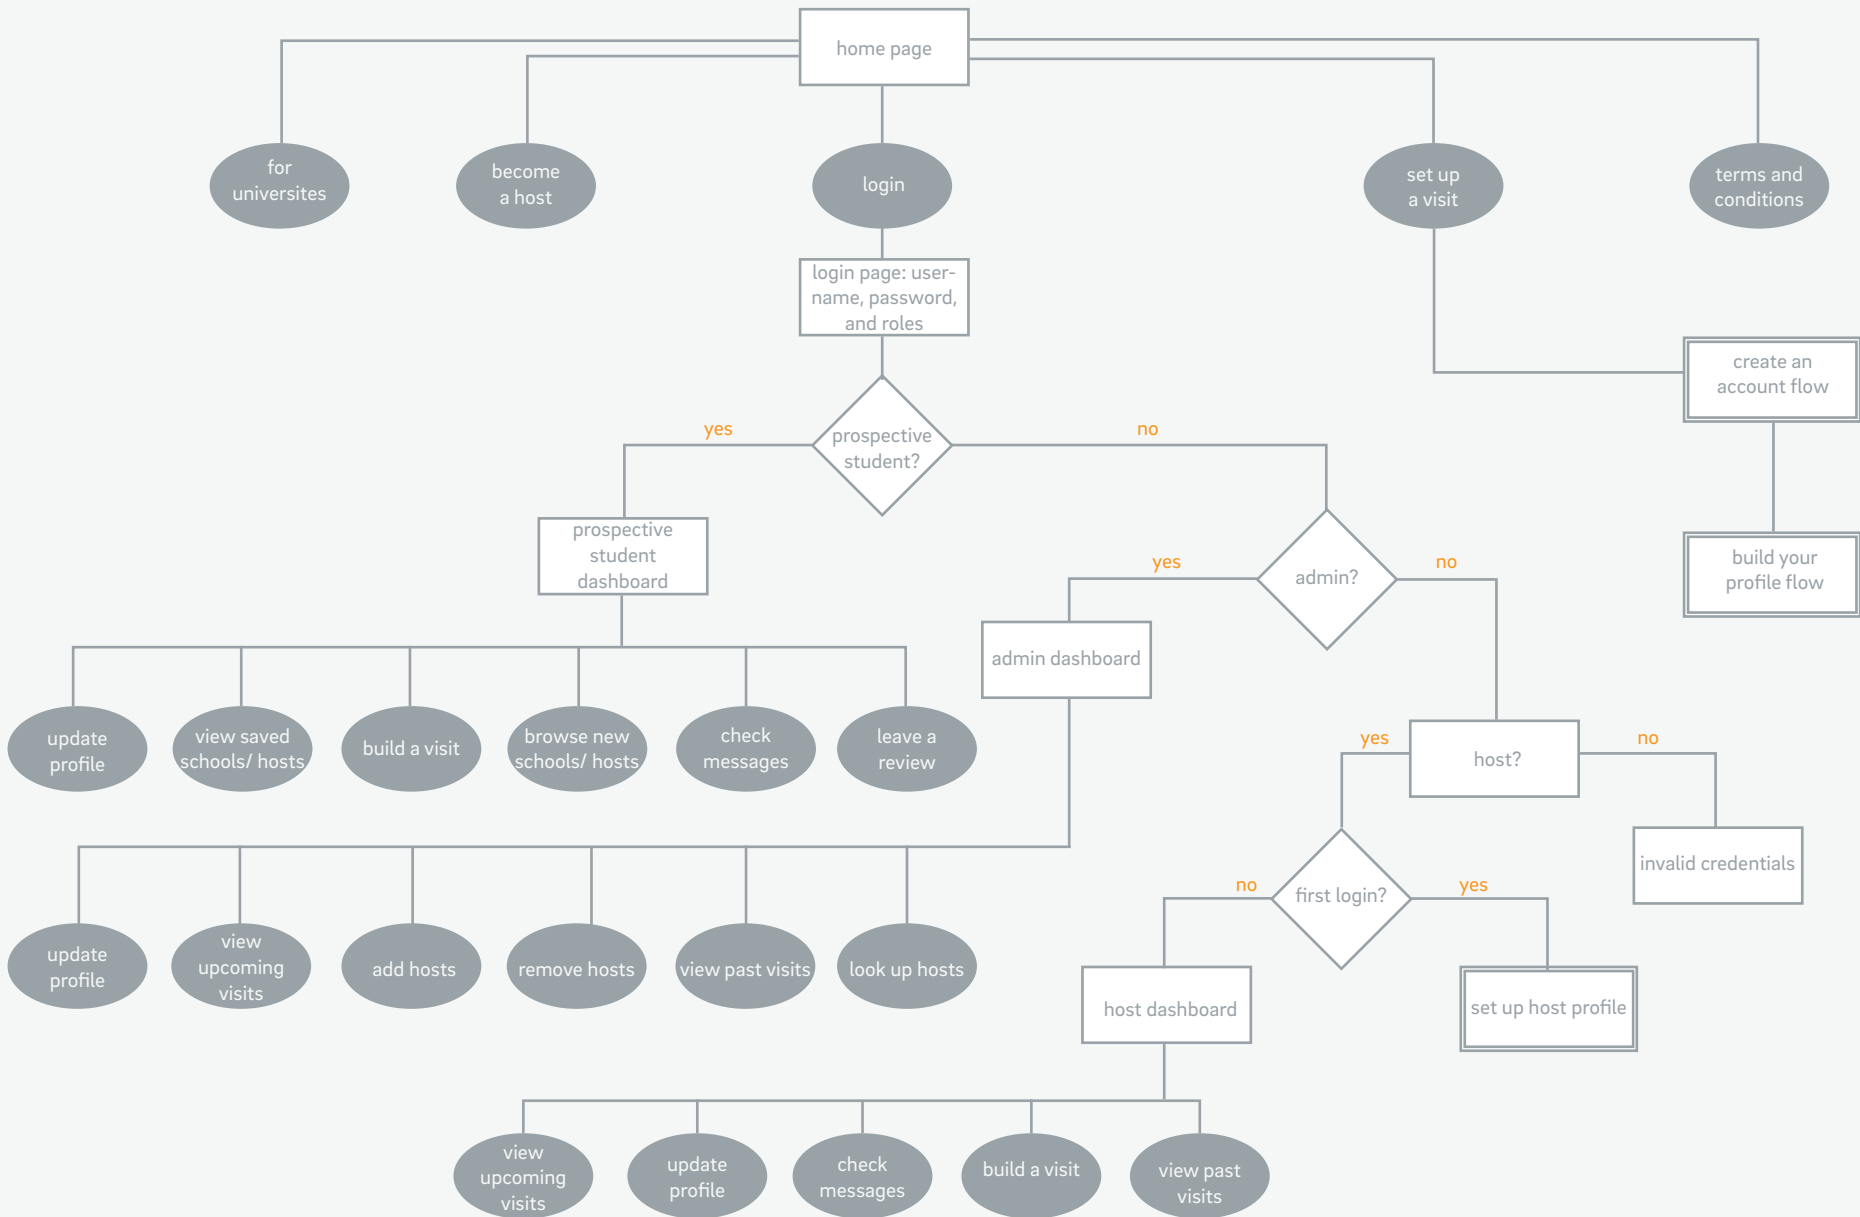 home page
for
universites
become
a host
login
set up
a visit
terms and
conditions
login page: user-
name, password,
and roles
create an
account flow
yes
prospective
student?
no
prospective
student
dashboard
yes
admin?
no
build your
profile flow
admin dashboard
update
profile
view saved
schools/ hosts
build a visit
browse new
schools/ hosts
check
messages
leave a
review
yes
host?
no
invalid credentials
no
first login?
yes
update
profile
view
upcoming
visits
add hosts
remove hosts
view past visits
look up hosts
host dashboard
set up host profile
view
upcoming
visits
update
profile
check
messages
build a visit
view past
visits